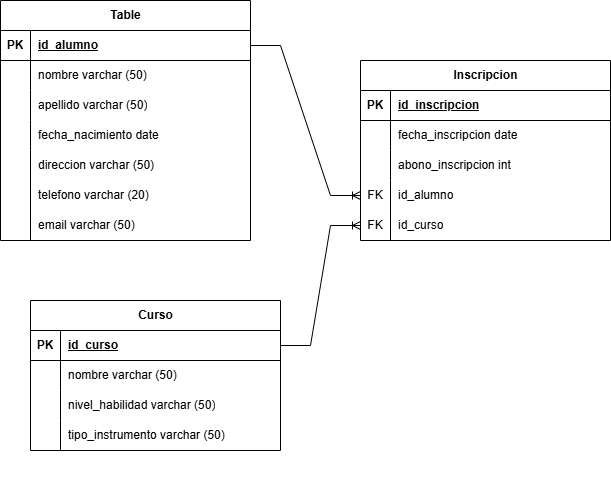 Table
PK id_alumno
nombre varchar (50)
apellido varchar (50)
fecha_nacimiento date
direccion varchar (50)
telefono varchar (20)
email varchar (50)
Inscripcion
PK id_inscripcion
fecha_inscripcion date
abono_inscripcion int
FK id_alumno
FK id_curso
Curso
PK id_curso
nombre varchar (50)
nivel_habilidad varchar (50)
tipo_instrumento varchar (50)